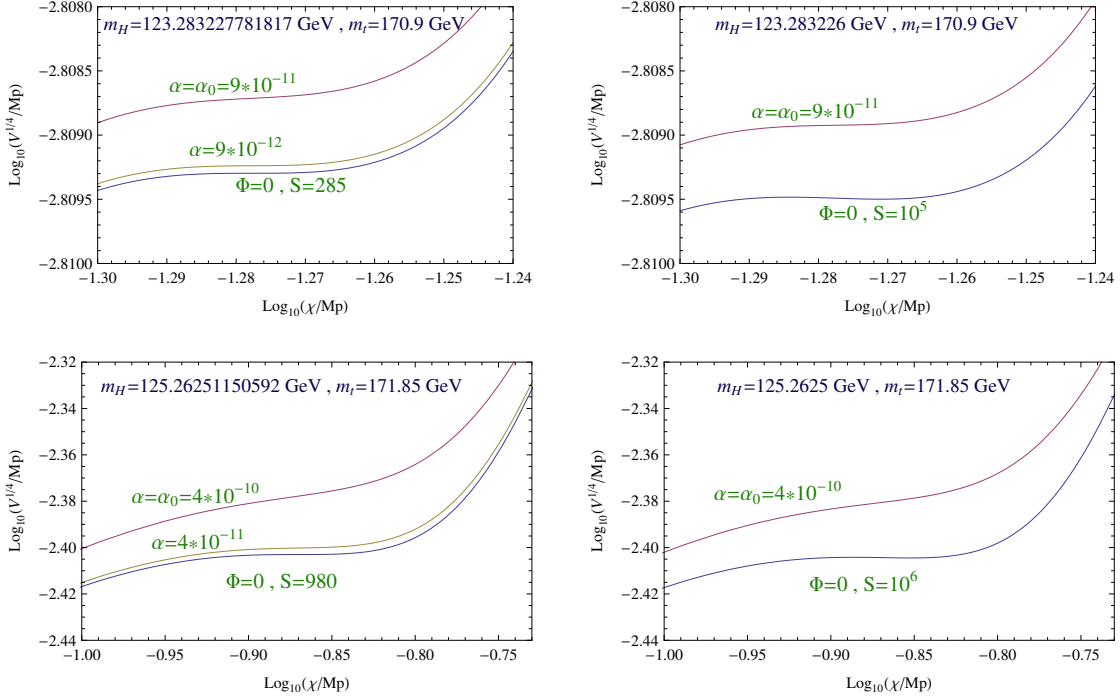 m_H=123.283227781817 GeV , m_t=170.9 GeV
α=α_0=9*10^-11
α=9*10^-12
Φ=0 , S=285
Log_10(V^1/4/Mp)
-2.8080
-2.8085
-2.8090
-2.8095
-2.8100
-1.30 -1.29 -1.28 -1.27 -1.26 -1.25 -1.24
Log_10(χ/Mp)
m_H=123.283226 GeV , m_t=170.9 GeV
α=α_0=9*10^-11
Φ=0 , S=10^5
Log_10(V^1/4/Mp)
-2.8080
-2.8085
-2.8090
-2.8095
-2.8100
-1.30 -1.29 -1.28 -1.27 -1.26 -1.25 -1.24
Log_10(χ/Mp)
m_H=125.26251150592 GeV , m_t=171.85 GeV
α=α_0=4*10^-10
α=4*10^-11
Φ=0 , S=980
Log_10(V^1/4/Mp)
-2.32
-2.34
-2.36
-2.38
-2.40
-2.42
-2.44
-1.00 -0.95 -0.90 -0.85 -0.80 -0.75
Log_10(χ/Mp)
m_H=125.2625 GeV , m_t=171.85 GeV
α=α_0=4*10^-10
Φ=0 , S=10^6
Log_10(V^1/4/Mp)
-2.32
-2.34
-2.36
-2.38
-2.40
-2.42
-2.44
-1.00 -0.95 -0.90 -0.85 -0.80 -0.75
Log_10(χ/Mp)